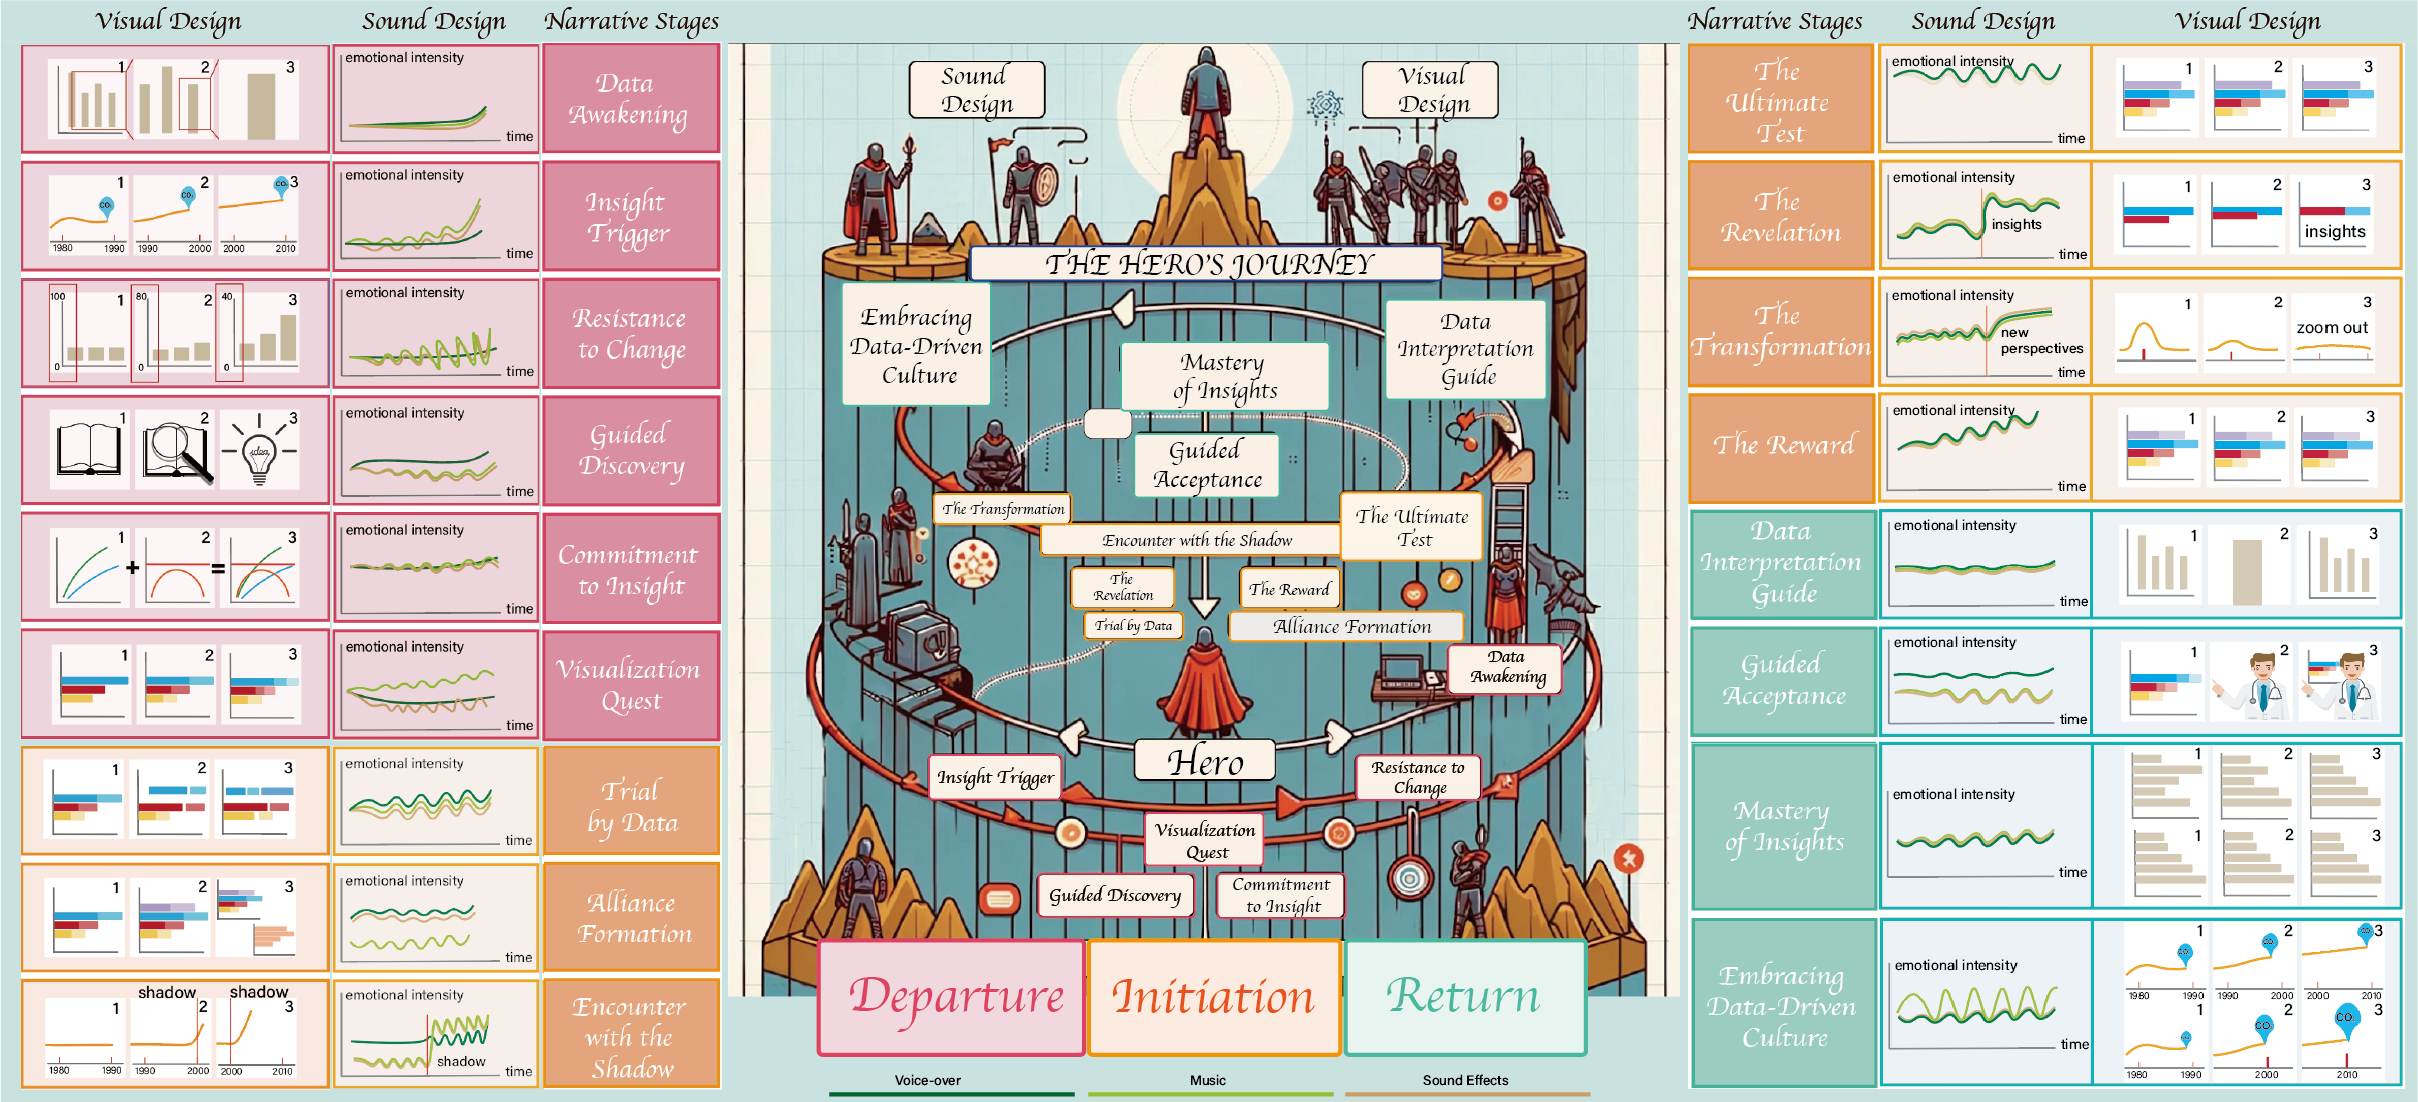 Visual Design
Sound Design
Narrative Stages
1
2
3
emotional intensity
time
Data
Awakening
CO₂
1
CO₂
2
CO₂
3
1980
1990
1990
2000
2000
2010
emotional intensity
time
Insight
Trigger
100
0
1
80
0
2
40
0
3
emotional intensity
time
Resistance
to Change
1
2
3
idea
emotional intensity
time
Guided
Discovery
1
+
2
=
3
emotional intensity
time
Commitment
to Insight
1
2
3
emotional intensity
time
Visualization
Quest
1
2
3
emotional intensity
time
Trial
by Data
1
2
3
emotional intensity
time
Alliance
Formation
shadow
shadow
1
2
3
1980
1990
1990
2000
2000
2010
emotional intensity
shadow
time
Encounter
with the
Shadow
Sound
Design
Visual
Design
THE HERO'S JOURNEY
Embracing
Data-Driven
Culture
Data
Interpretation
Guide
Mastery
of Insights
Guided
Acceptance
The Transformation
The Ultimate
Test
Encounter with the Shadow
The
Revelation
The Reward
Trial by Data
Alliance Formation
Data
Awakening
Hero
Insight Trigger
Resistance to
Change
Visualization
Quest
Guided Discovery
Commitment
to Insight
Departure
Initiation
Return
Voice-over
Music
Sound Effects
Narrative Stages
Sound Design
Visual Design
The
Ultimate
Test
emotional intensity
time
1
2
3
The
Revelation
emotional intensity
insights
time
1
2
3
insights
The
Transformation
emotional intensity
new
perspectives
time
1
2
3
zoom out
The Reward
emotional intensity
time
1
2
3
Data
Interpretation
Guide
emotional intensity
time
1
2
3
Guided
Acceptance
emotional intensity
time
1
2
3
Mastery
of Insights
emotional intensity
time
1
2
3
1
2
3
Embracing
Data-Driven
Culture
emotional intensity
time
1
2
3
CO₂
CO₂
CO₂
1980
1990
1990
2000
2000
2010
1
2
3
CO₂
CO₂
CO₂
1980
1990
2000
2010